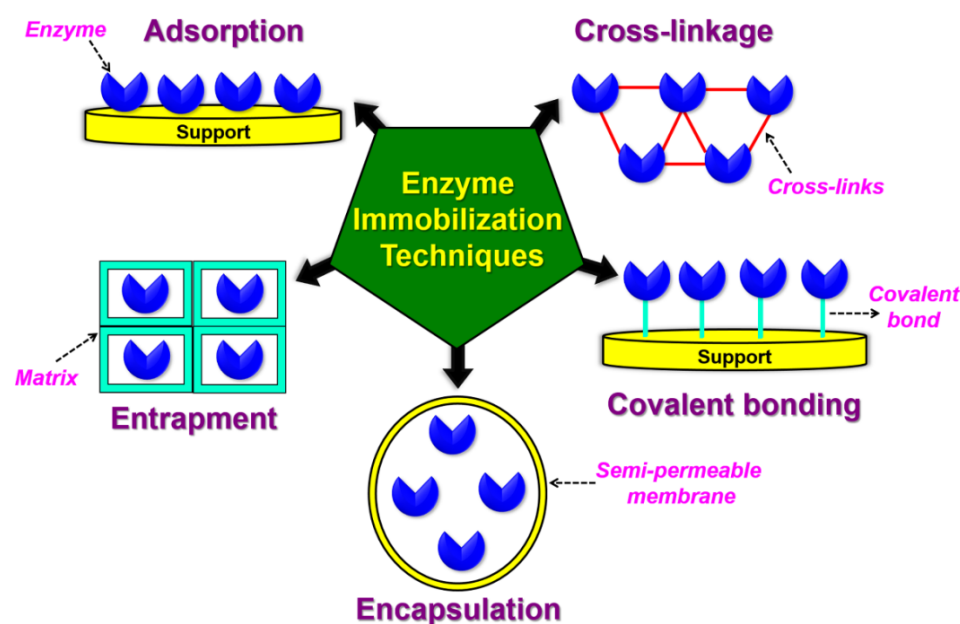 Enzyme
Adsorption
Support
Cross-linkage
Cross-links
Enzyme
Immobilization
Techniques
Matrix
Entrapment
Covalent
bond
Support
Covalent bonding
Semi-permeable
membrane
Encapsulation